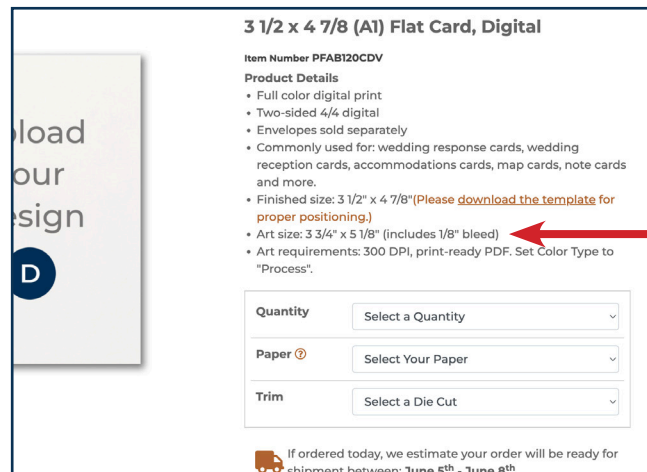 3 1/2 x 4 7/8 (A1) Flat Card, Digital
Item Number PFAB120CDV
Product Details
• Full color digital print
• Two-sided 4/4 digital
• Envelopes sold separately
• Commonly used for: wedding response cards, wedding
reception cards, accommodations cards, map cards, note cards
and more.
• Finished size: 3 1/2" x 4 7/8"(Please download the template for
proper positioning.)
• Art size: 3 3/4" x 5 1/8" (includes 1/8" bleed)
• Art requirements: 300 DPI, print-ready PDF. Set Color Type to
"Process".
load
our
sign
D
Quantity Select a Quantity
Paper ? Select Your Paper
Trim Select a Die Cut
If ordered today, we estimate your order will be ready for
shipment between: June 5th - June 8th